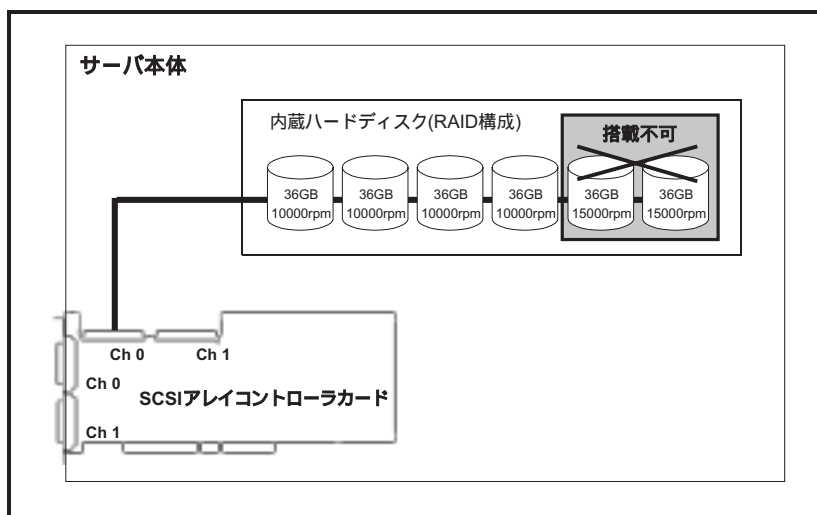 サーバ本体
内蔵ハードディスク(RAID構成)
搭載不可
36GB
10000rpm
36GB
10000rpm
36GB
10000rpm
36GB
10000rpm
36GB
15000rpm
36GB
15000rpm
Ch 0
Ch 1
Ch 0
SCSIアレイコントローラカード
Ch 1